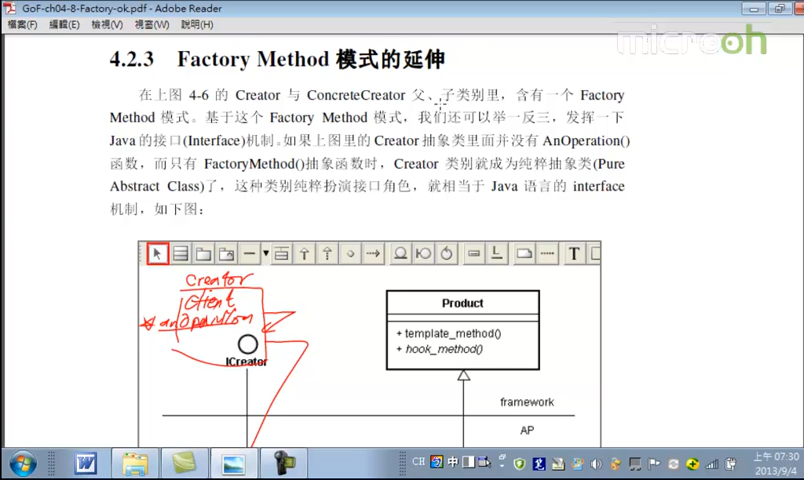 GoF-ch04-8-Factory-ok.pdf - Adobe Reader
檔案(F) 編輯(E) 檢視(V) 視窗(W) 說明(H)
microoh
4.2.3 Factory Method 模式的延伸
在上图 4-6 的 Creator 与 ConcreteCreator 父、子类别里，含有一个 Factory
Method 模式。基于这个 Factory Method 模式，我们还可以举一反三，发挥一下
Java 的接口(Interface)机制。如果上图里的 Creator 抽象类里面并没有 AnOperation()
函数，而只有 FactoryMethod()抽象函数时，Creator 类别就成为纯粹抽象类(Pure
Abstract Class)了，这种类别纯粹扮演接口角色，就相当于 Java 语言的 interface
机制，如下图：
T
Creator
Client
anOperation
ICreator
Product
+ template_method()
+ hook_method()
framework
AP
CH 中
上午 07:30
2013/9/4